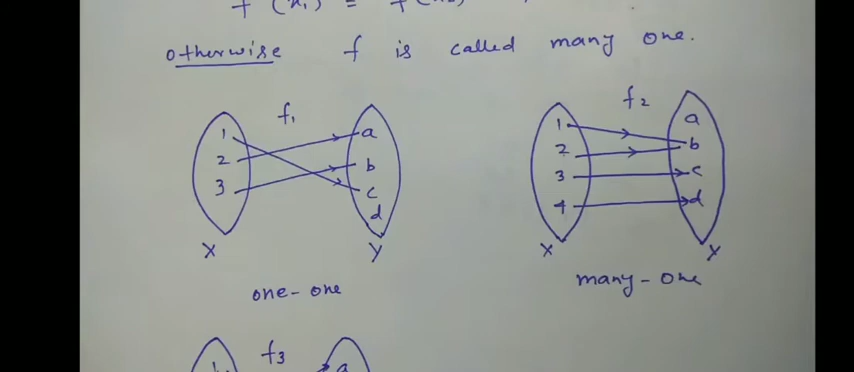 otherwise f is called many one.
f1
1
2
3
a
b
c
d
X
Y
one-one
f2
1
2
3
4
a
b
c
d
X
Y
many-one
f3
a